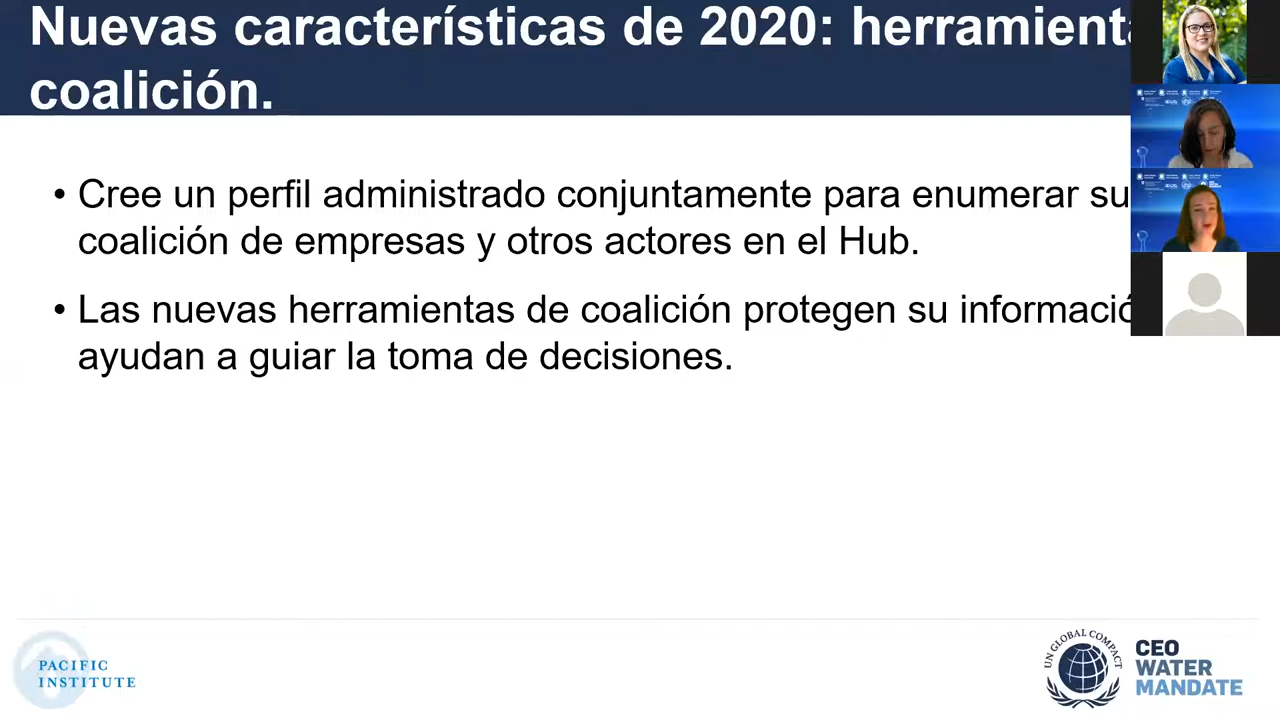 Nuevas características de 2020: herramienta
coalición.
• Cree un perfil administrado conjuntamente para enumerar su
coalición de empresas y otros actores en el Hub.
• Las nuevas herramientas de coalición protegen su informació
ayudan a guiar la toma de decisiones.
PACIFIC
INSTITUTE
UN GLOBAL COMPACT
CEO
WATER
MANDATE